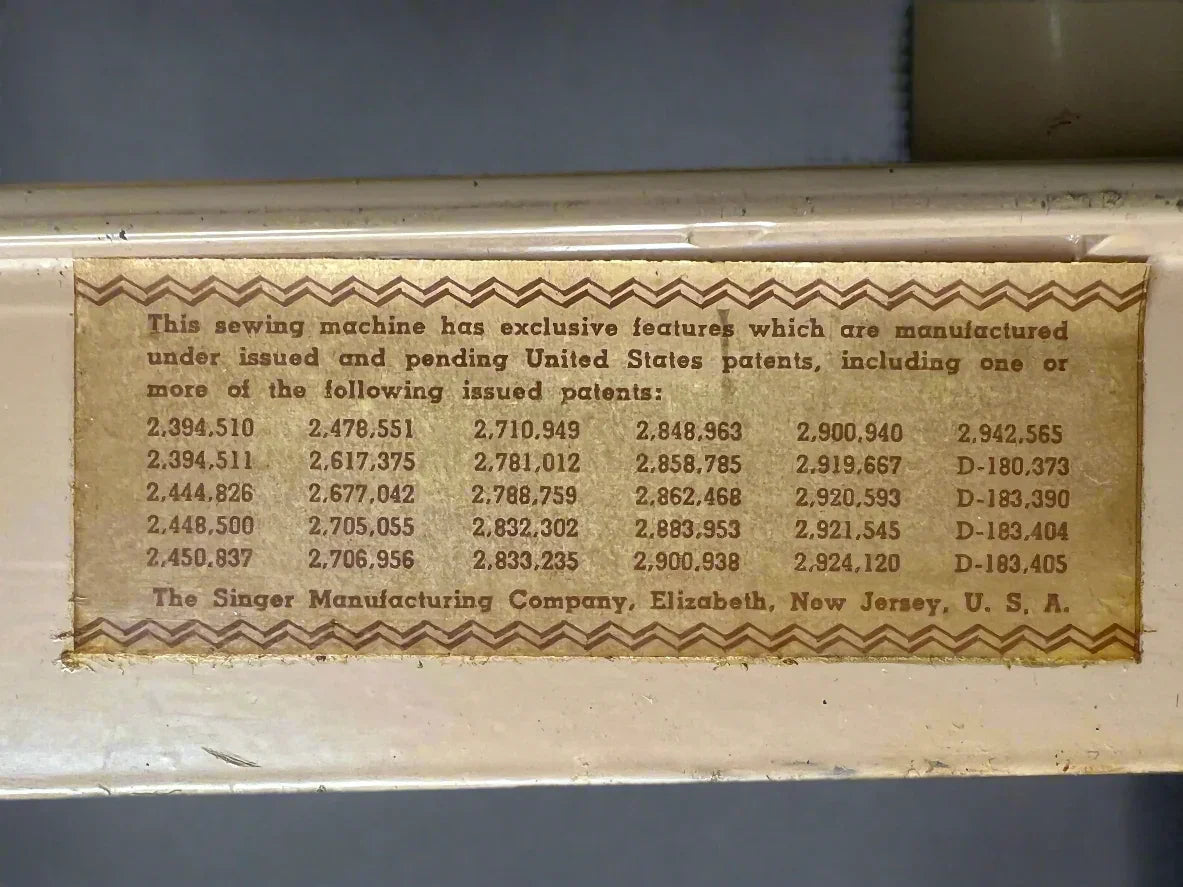 This sewing machine has exclusive features which are manufactured
under issued and pending United States patents, including one or
more of the following issued patents:
2,394,510 2,478,551 2,710,949 2,848,963 2,900,940 2,942,565
2,394,511 2,617,375 2,781,012 2,858,785 2,919,667 D-180,373
2,444,826 2,677,042 2,788,759 2,862,468 2,920,593 D-183,390
2,448,500 2,705,055 2,832,302 2,883,953 2,921,545 D-183,404
2,450,837 2,706,956 2,833,235 2,900,938 2,924,120 D-183,405
The Singer Manufacturing Company, Elizabeth, New Jersey, U. S. A.